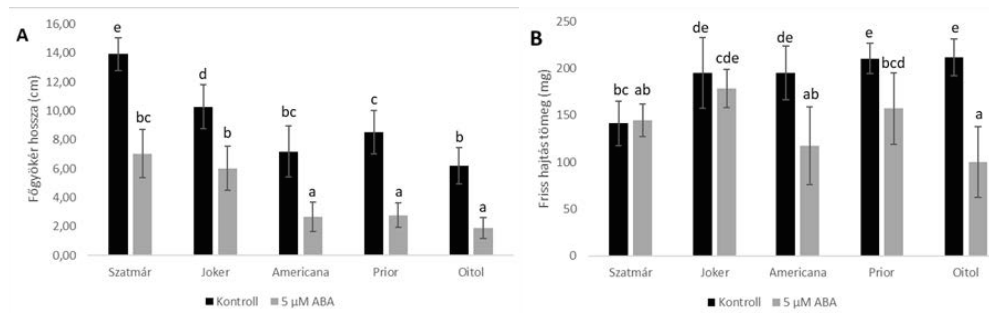 A
Főgyökér hossza (cm)
16,00
14,00
12,00
10,00
8,00
6,00
4,00
2,00
0,00
e
bc
d
b
bc
a
c
a
b
a
Szatmár Joker Americana Prior Oitol
Kontroll 5 µM ABA
B
Friss hajtás tömeg (mg)
250
200
150
100
50
0
bc
ab
de
cde
de
ab
e
bcd
e
a
Szatmár Joker Americana Prior Oitol
Kontroll 5 µM ABA